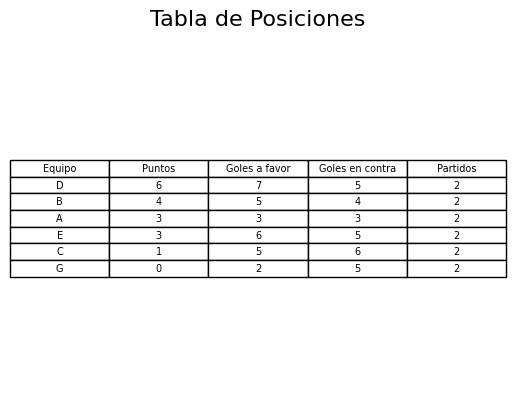 Tabla de Posiciones
Equipo Puntos Goles a favor Goles en contra Partidos
D 6 7 5 2
B 4 5 4 2
A 3 3 3 2
E 3 6 5 2
C 1 5 6 2
G 0 2 5 2